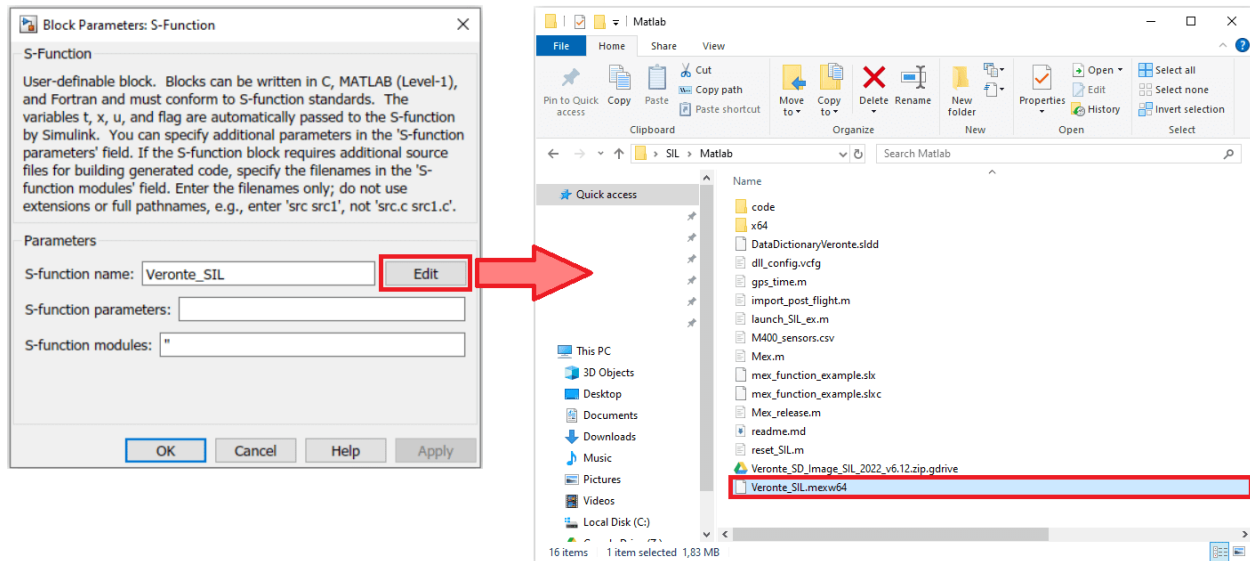 Block Parameters: S-Function
S-Function
User-definable block.  Blocks can be written in C, MATLAB (Level-1),
and Fortran and must conform to S-function standards.  The
variables t, x, u, and flag are automatically passed to the S-function
by Simulink.  You can specify additional parameters in the 'S-function
parameters' field. If the S-function block requires additional source
files for building generated code, specify the filenames in the 'S-
function modules' field. Enter the filenames only; do not use
extensions or full pathnames, e.g., enter 'src src1', not 'src.c src1.c'.
Parameters
S-function name: Veronte_SIL Edit
S-function parameters:
S-function modules: ''
OK Cancel Help Apply
Matlab
File Home Share View
Pin to Quick access
Copy
Paste
Cut
Copy path
Paste shortcut
Clipboard
Move to
Copy to
Delete
Rename
Organize
New folder
New
Properties
Open
Edit
History
Open
Select all
Select none
Invert selection
Select
SIL > Matlab
Search Matlab
Quick access
This PC
3D Objects
Desktop
Documents
Downloads
Music
Pictures
Videos
Local Disk (C:)
Name
code
x64
DataDictionaryVeronte.sldd
dll_config.vcfg
gps_time.m
import_post_flight.m
launch_SIL_ex.m
M400_sensors.csv
Mex.m
mex_function_example.slx
mex_function_example.slxc
Mex_release.m
readme.md
reset_SIL.m
Veronte_SD_Image_SIL_2022_v6.12.zip.gdrive
Veronte_SIL.mexw64
16 items 1 item selected 1,83 MB